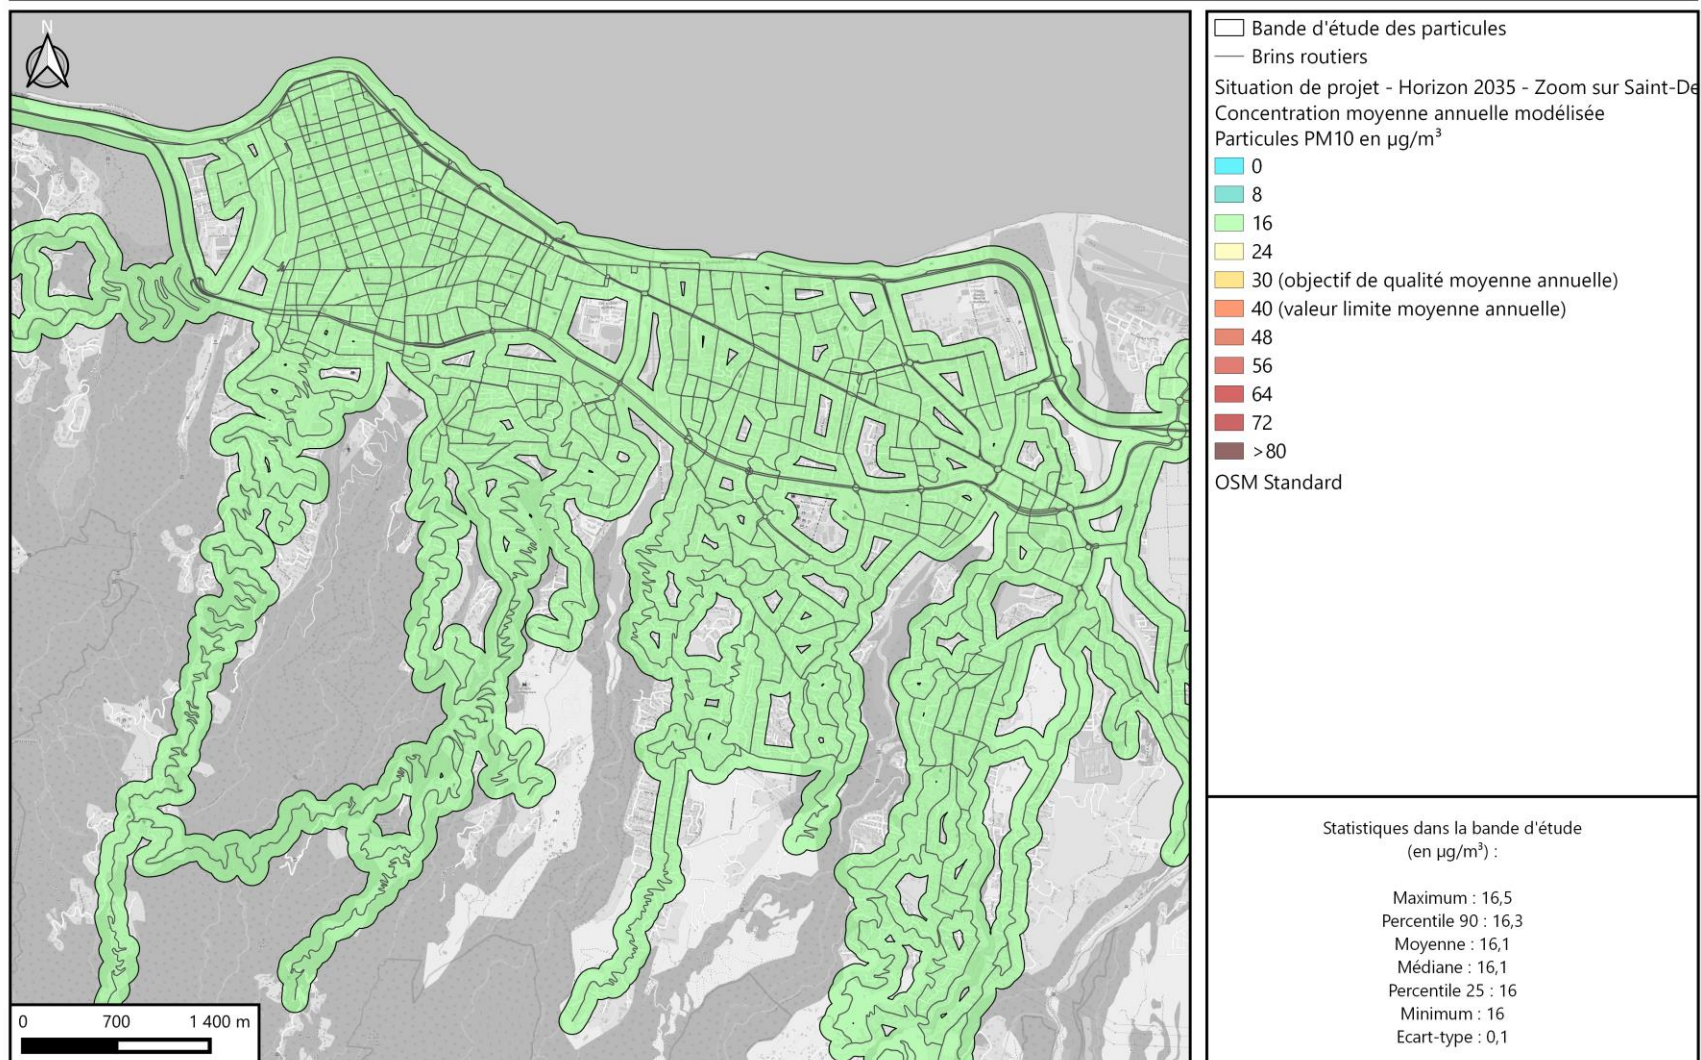 N
0
700
1 400 m
Bande d'étude des particules
Brins routiers
Situation de projet - Horizon 2035 - Zoom sur Saint-De
Concentration moyenne annuelle modélisée
Particules PM10 en µg/m³
0
8
16
24
30 (objectif de qualité moyenne annuelle)
40 (valeur limite moyenne annuelle)
48
56
64
72
>80
OSM Standard
Statistiques dans la bande d'étude
(en µg/m³) :
Maximum : 16,5
Percentile 90 : 16,3
Moyenne : 16,1
Médiane : 16,1
Percentile 25 : 16
Minimum : 16
Ecart-type : 0,1